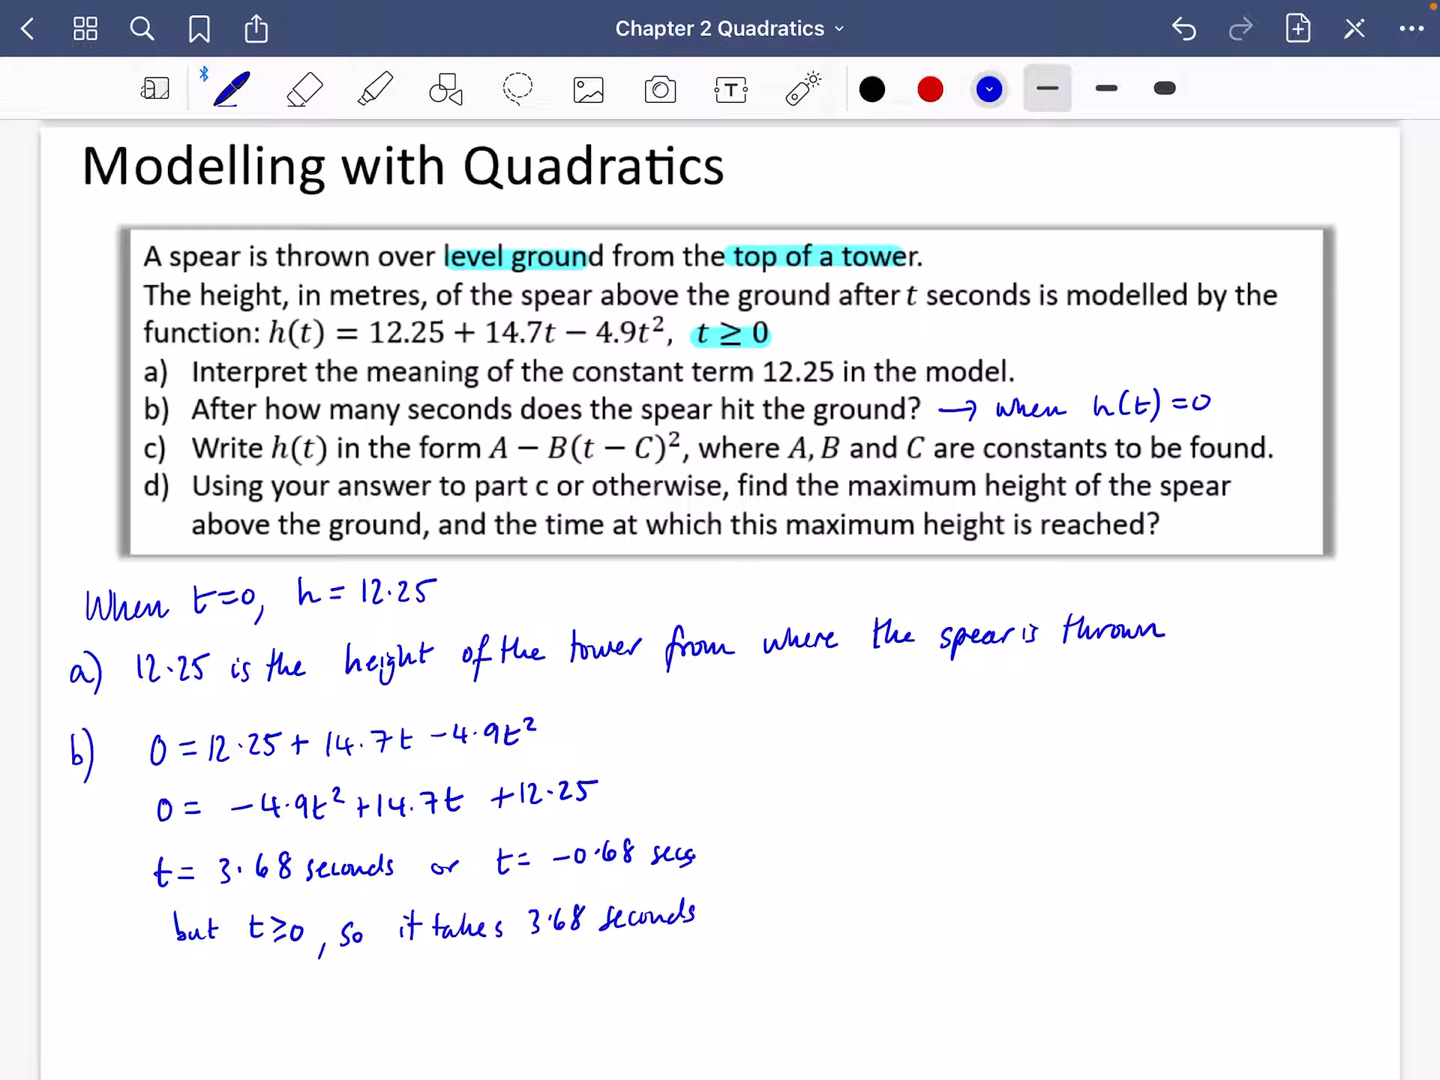 Chapter 2 Quadratics
Modelling with Quadratics
A spear is thrown over level ground from the top of a tower.
The height, in metres, of the spear above the ground after t seconds is modelled by the
function: h(t) = 12.25 + 14.7t − 4.9t², t ≥ 0
a) Interpret the meaning of the constant term 12.25 in the model.
b) After how many seconds does the spear hit the ground? → when h(t) = 0
c) Write h(t) in the form A − B(t − C)², where A, B and C are constants to be found.
d) Using your answer to part c or otherwise, find the maximum height of the spear
above the ground, and the time at which this maximum height is reached?
When t=0, h = 12.25
a) 12.25 is the height of the tower from where the spear is thrown
b) 0 = 12.25 + 14.7t − 4.9t²
0 = −4.9t² + 14.7t + 12.25
t = 3.68 seconds or t = −0.68 secs
but t ≥ 0, so it takes 3.68 seconds